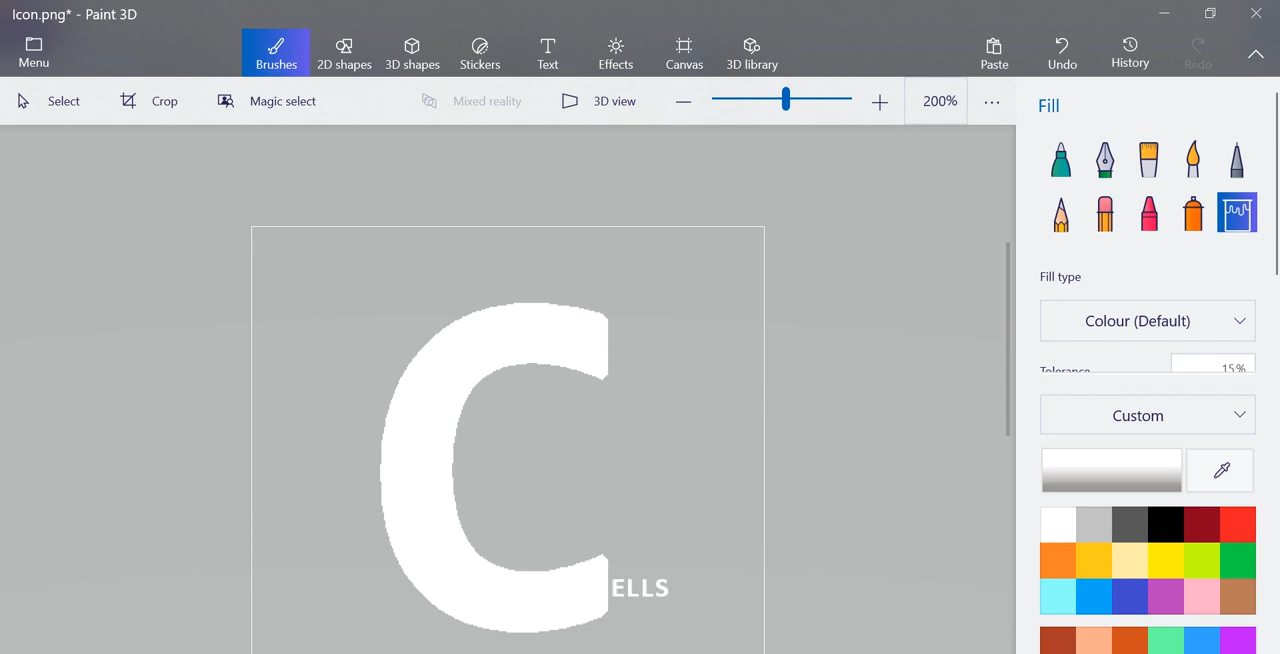 Icon.png* - Paint 3D
Menu
Brushes 2D shapes 3D shapes Stickers Text Effects Canvas 3D library Paste Undo History Redo
Select Crop Magic select Mixed reality 3D view 200%
Fill
Fill type
Colour (Default)
Tolerance 15%
Custom
C
ELLS